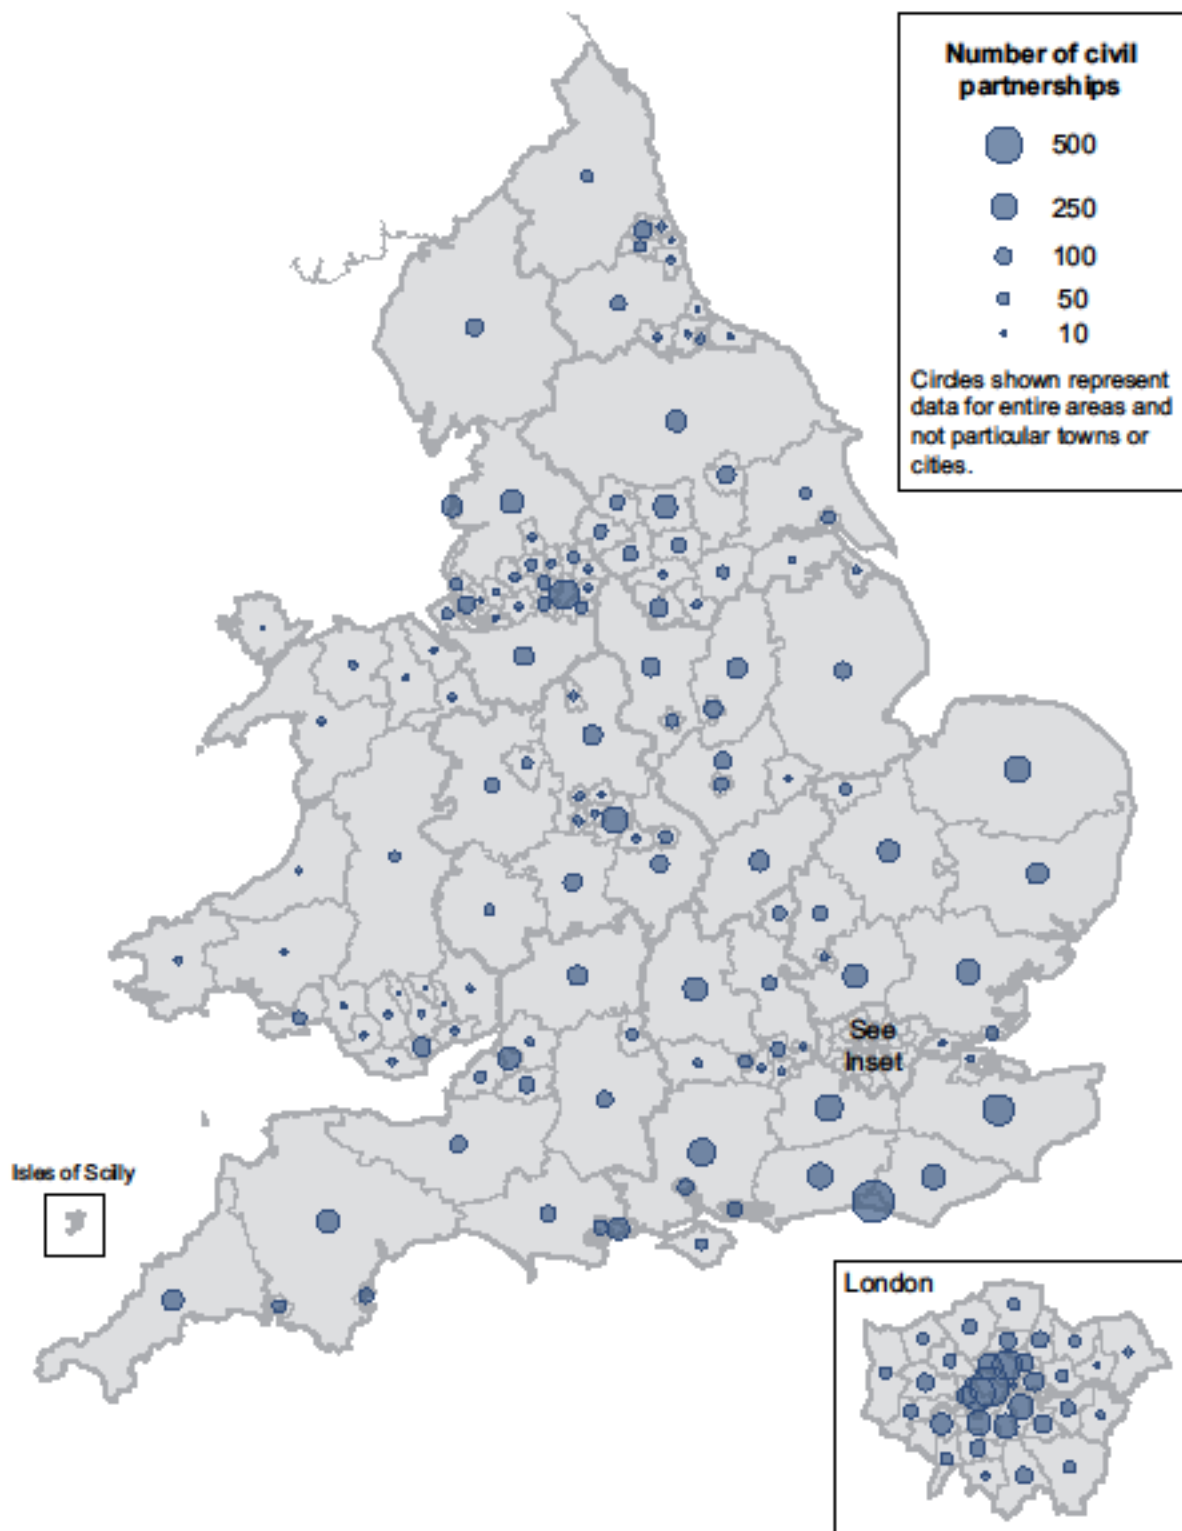 Number of civil
partnerships
500
250
100
50
10
Circles shown represent
data for entire areas and
not particular towns or
cities.
See
Inset
Isles of Scilly
London